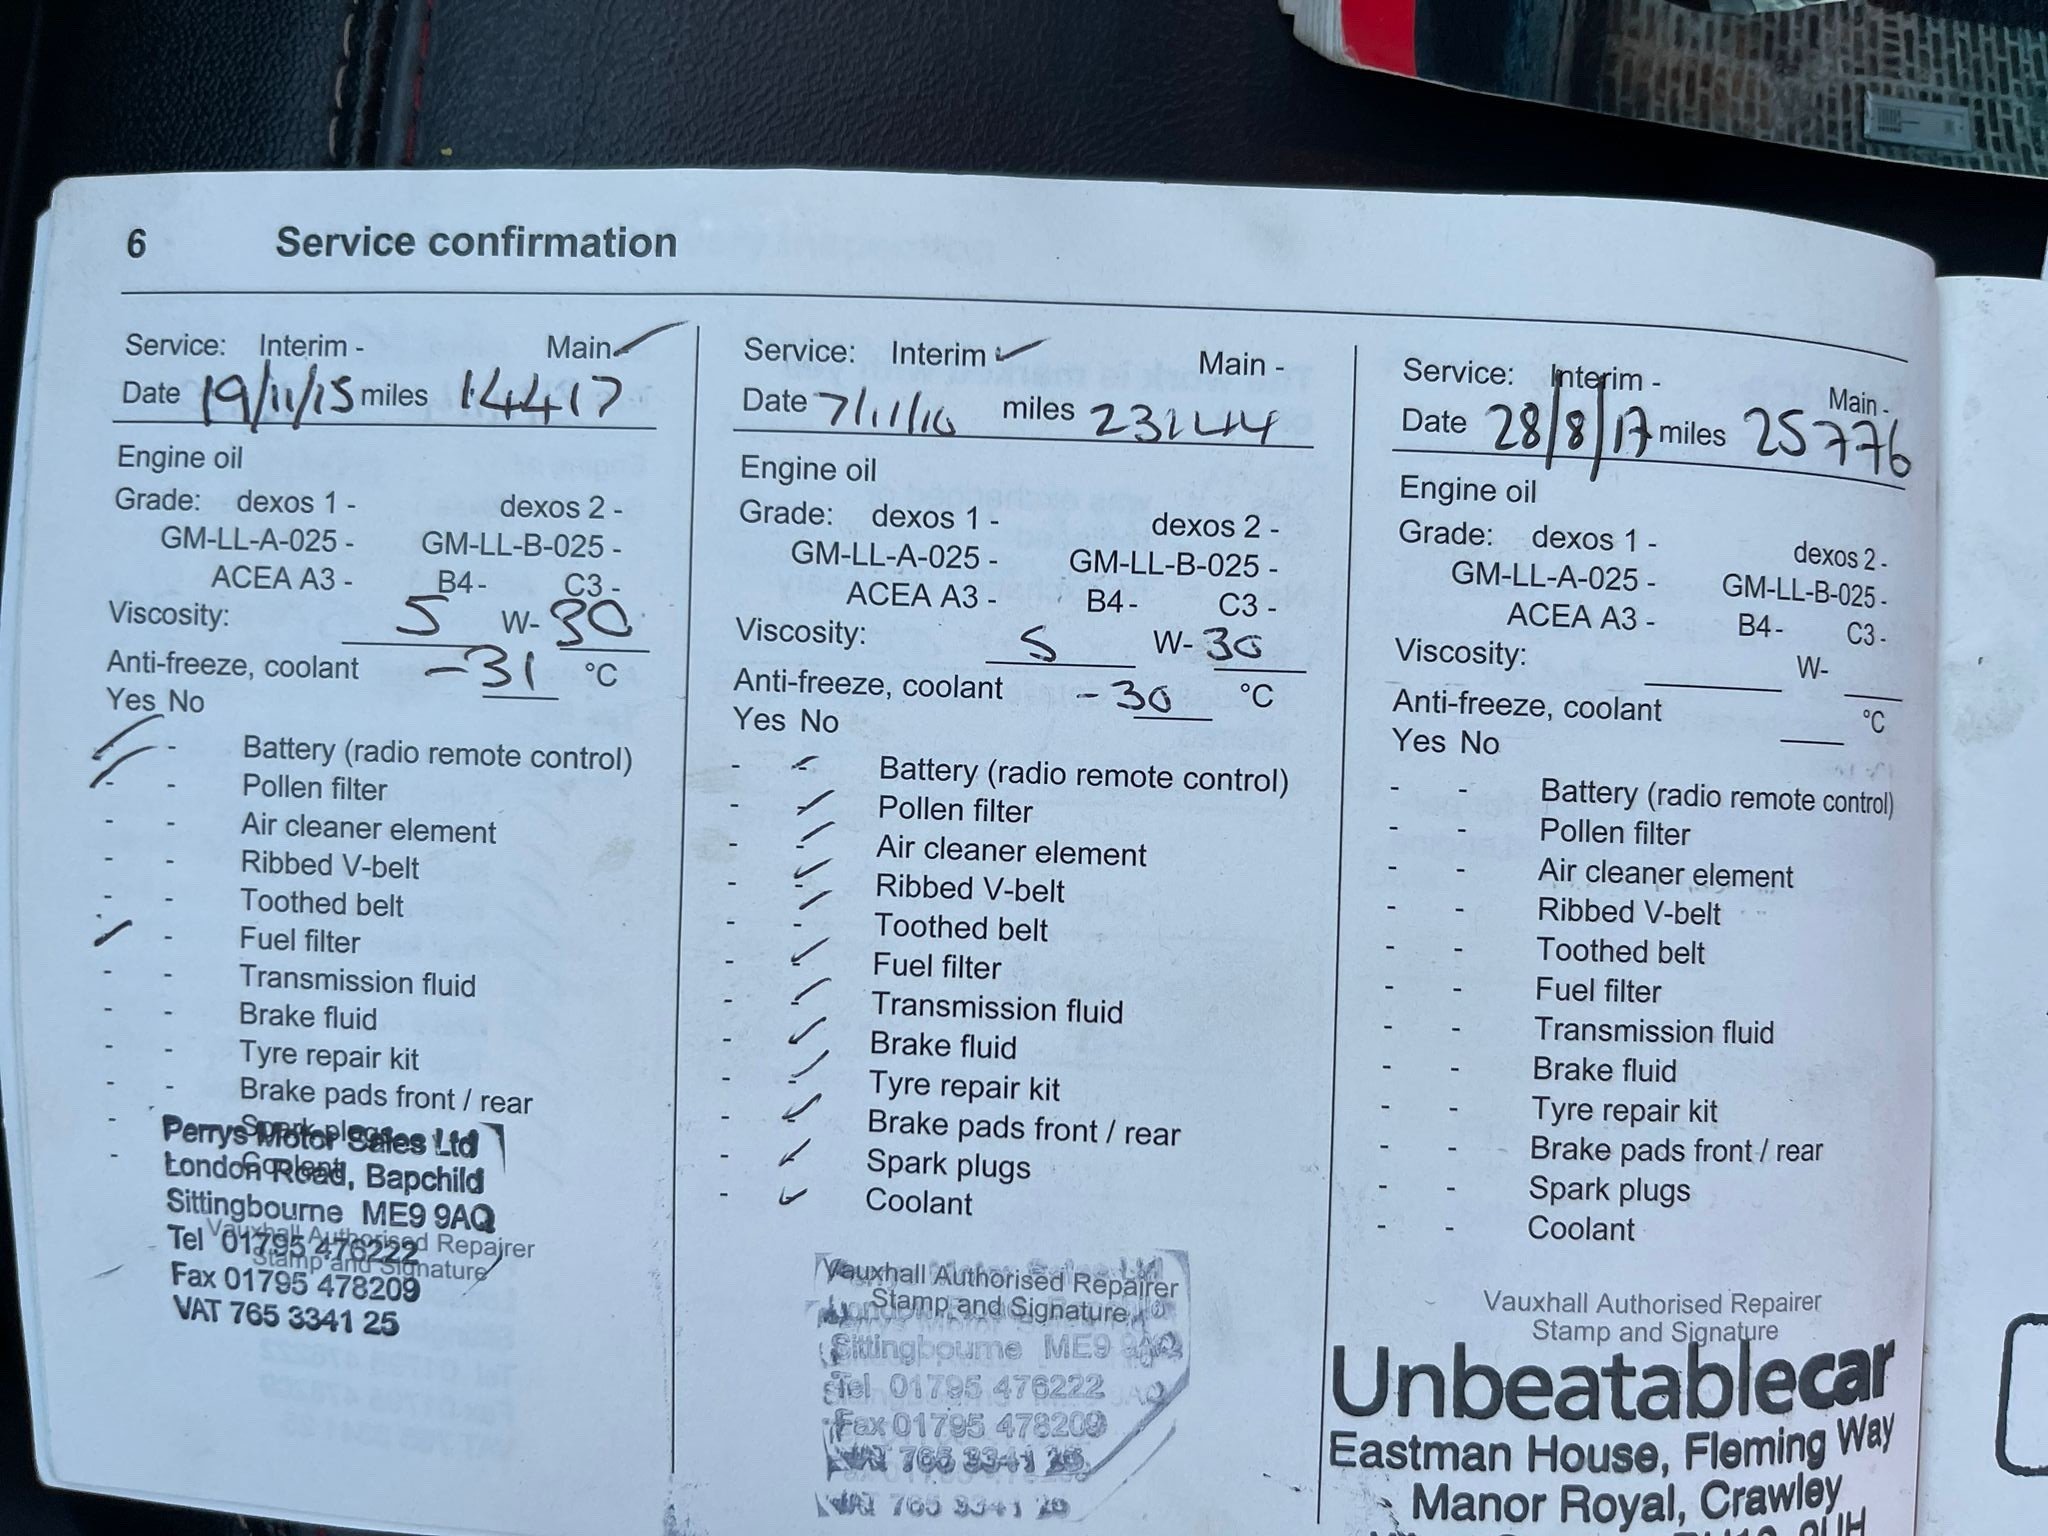 6 Service confirmation
Service: Interim - Main -
Date 19/11/15 miles 14417
Engine oil
Grade: dexos 1 - dexos 2 -
GM-LL-A-025 - GM-LL-B-025 -
ACEA A3 - B4 - C3 -
Viscosity: 5 W- 30
Anti-freeze, coolant -31 °C
Yes No
- Battery (radio remote control)
- - Pollen filter
- - Air cleaner element
- - Ribbed V-belt
- - Toothed belt
- Fuel filter
- - Transmission fluid
- - Brake fluid
- - Tyre repair kit
- - Brake pads front / rear
- Spark plugs
- Coolant
Perrys Motor Sales Ltd
London Road, Bapchild
Sittingbourne ME9 9AQ
Vauxhall Authorised Repairer
Tel 01795 476222
Stamp and Signature
Fax 01795 478209
VAT 765 3341 25
Service: Interim Main -
Date 7/11/16 miles 23144
Engine oil
Grade: dexos 1 - dexos 2 -
GM-LL-A-025 - GM-LL-B-025 -
ACEA A3 - B4 - C3 -
Viscosity: 5 W- 30
Anti-freeze, coolant -30 °C
Yes No
- - Battery (radio remote control)
- - Pollen filter
- - Air cleaner element
- - Ribbed V-belt
- - Toothed belt
- - Fuel filter
- - Transmission fluid
- - Brake fluid
- - Tyre repair kit
- - Brake pads front / rear
- - Spark plugs
- - Coolant
Vauxhall Authorised Repairer
Stamp and Signature
Sittingbourne ME9 9AQ
Tel 01795 476222
Fax 01795 478209
VAT 765 3341
Service: Interim - Main -
Date 28/8/17 miles 25776
Engine oil
Grade: dexos 1 - dexos 2 -
GM-LL-A-025 - GM-LL-B-025 -
ACEA A3 - B4 - C3 -
Viscosity: W-
Anti-freeze, coolant °C
Yes No
- - Battery (radio remote control)
- - Pollen filter
- - Air cleaner element
- - Ribbed V-belt
- - Toothed belt
- - Fuel filter
- - Transmission fluid
- - Brake fluid
- - Tyre repair kit
- - Brake pads front / rear
- - Spark plugs
- - Coolant
Vauxhall Authorised Repairer
Stamp and Signature
Unbeatablecar
Eastman House, Fleming Way
Manor Royal, Crawley